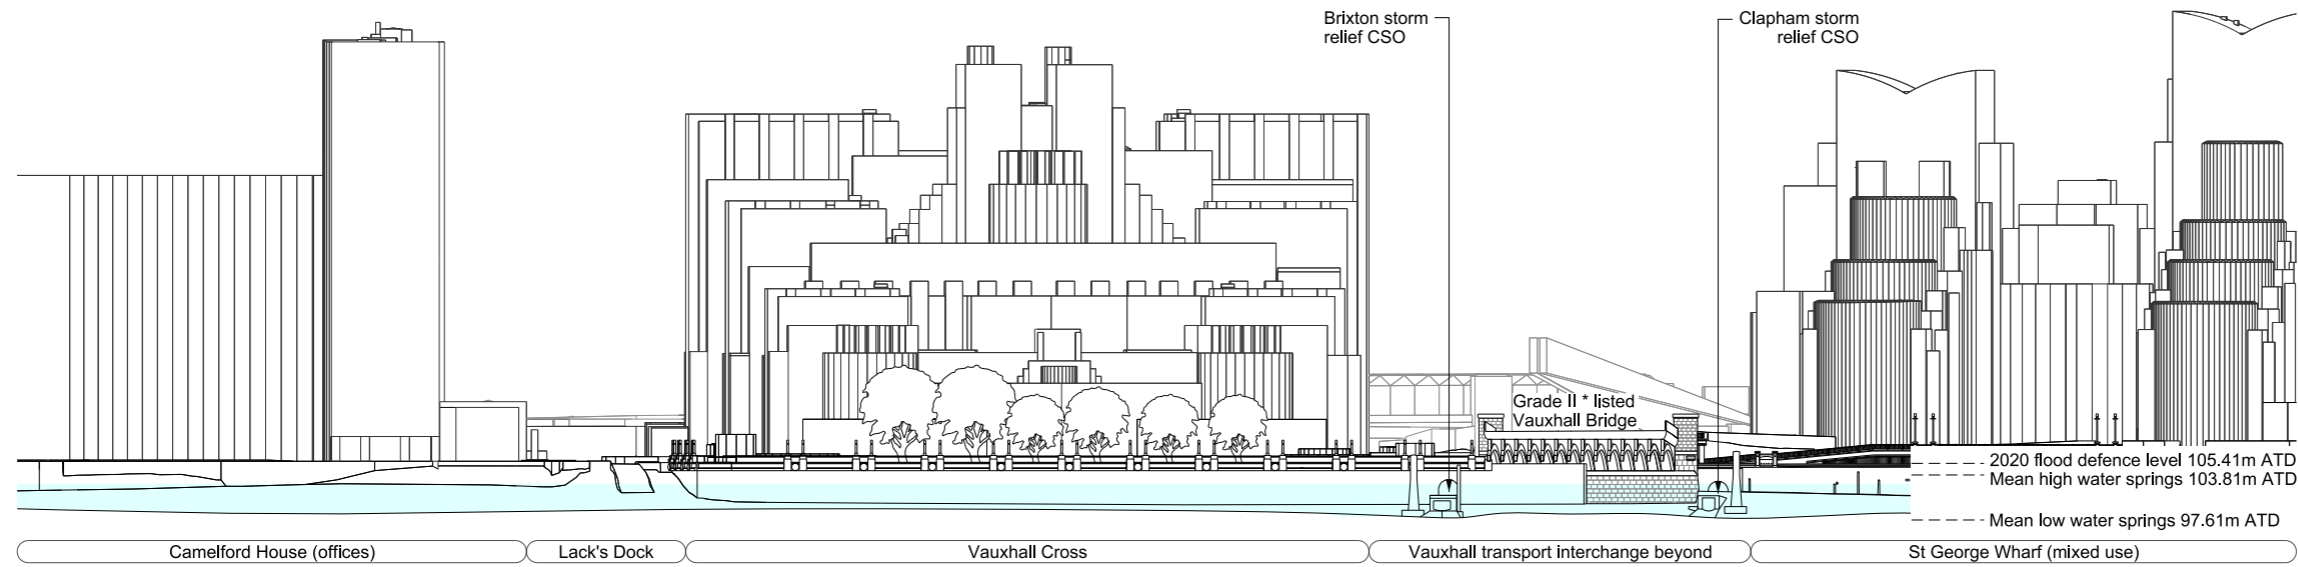 Brixton storm
relief CSO
Clapham storm
relief CSO
Grade II * listed
Vauxhall Bridge
2020 flood defence level 105.41m ATD
Mean high water springs 103.81m ATD
Mean low water springs 97.61m ATD
Camelford House (offices)
Lack's Dock
Vauxhall Cross
Vauxhall transport interchange beyond
St George Wharf (mixed use)